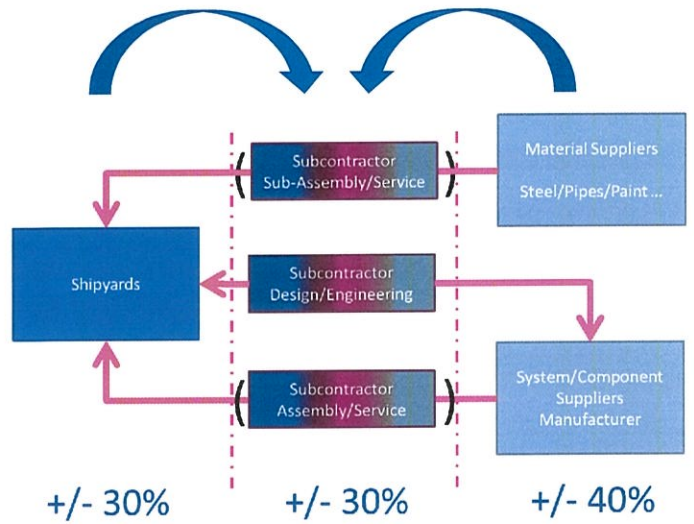 Subcontractor
Sub-Assembly/Service
Material Suppliers
Steel/Pipes/Paint ...
Shipyards
Subcontractor
Design/Engineering
Subcontractor
Assembly/Service
System/Component
Suppliers
Manufacturer
+/- 30%
+/- 30%
+/- 40%